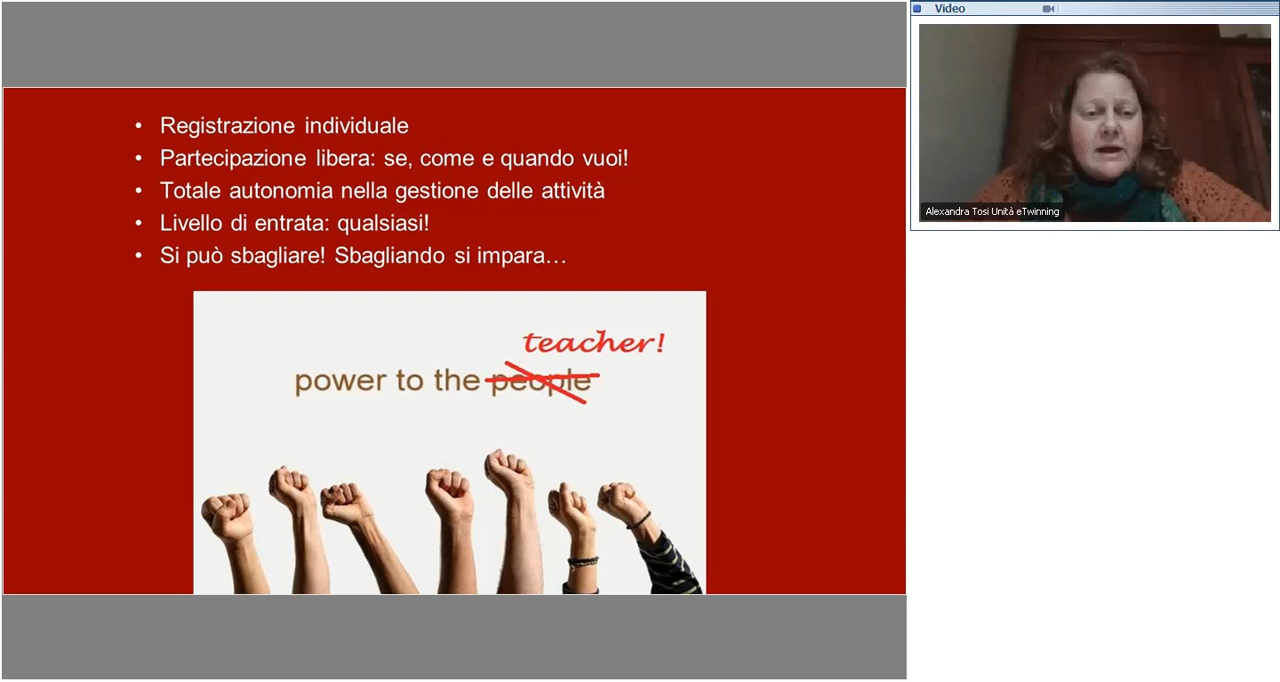 Registrazione individuale
Partecipazione libera: se, come e quando vuoi!
Totale autonomia nella gestione delle attività
Livello di entrata: qualsiasi!
Si può sbagliare! Sbagliando si impara…
teacher!
power to the people
Video
Alexandra Tosi Unità eTwinning